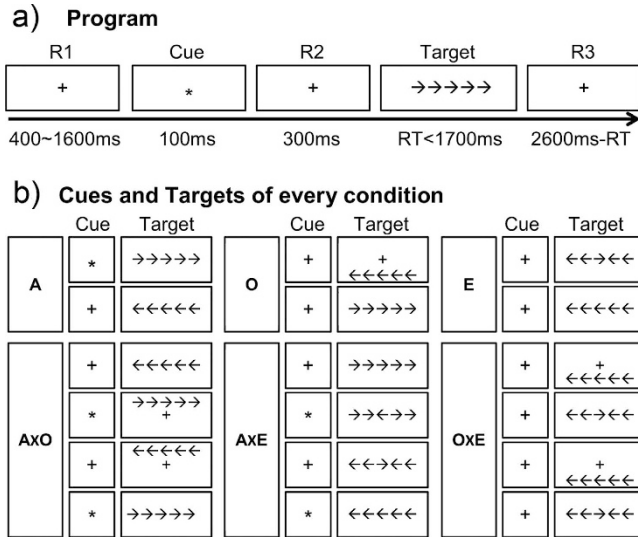 a) Program
R1 Cue R2 Target R3
+ * + →→→→→ +
400~1600ms 100ms 300ms RT<1700ms 2600ms-RT
b) Cues and Targets of every condition
Cue Target Cue Target Cue Target
A
* →→→→→
+ ←←←←←
O
+ +
←←←←←
+ →→→→→
E
+ ←←→←←
+ ←←←←←
AxO
+ ←←←←←
* →→→→→
+
+ ←←←←←
+
* →→→→→
AxE
+ →→→→→
* →→←→→
+ ←←→←←
* ←←←←←
OxE
+ +
←←←←←
+ ←←→←←
+ +
←←←←←
+ ←←→←←